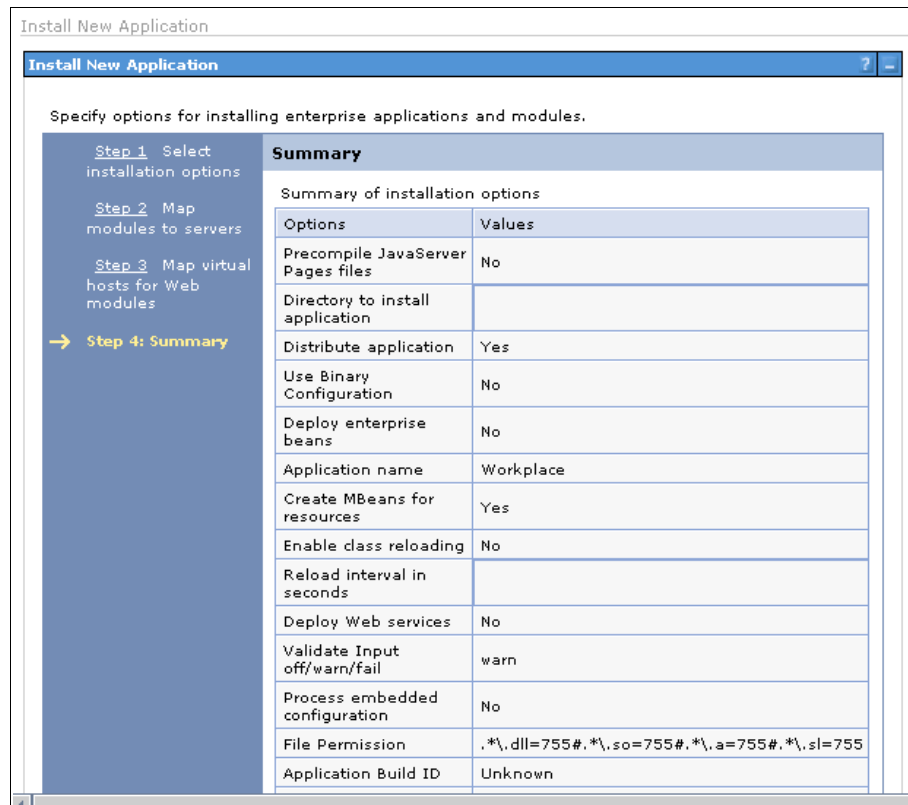 Install New Application
Install New Application ? –
Specify options for installing enterprise applications and modules.
Step 1 Select
installation options
Step 2 Map
modules to servers
Step 3 Map virtual
hosts for Web
modules
→ Step 4: Summary
Summary
Summary of installation options
Options Values
Precompile JavaServer
Pages files No
Directory to install
application
Distribute application Yes
Use Binary
Configuration No
Deploy enterprise
beans No
Application name Workplace
Create MBeans for
resources Yes
Enable class reloading No
Reload interval in
seconds
Deploy Web services No
Validate Input
off/warn/fail warn
Process embedded
configuration No
File Permission .*\.dll=755#.*\.so=755#.*\.a=755#.*\.sl=755
Application Build ID Unknown